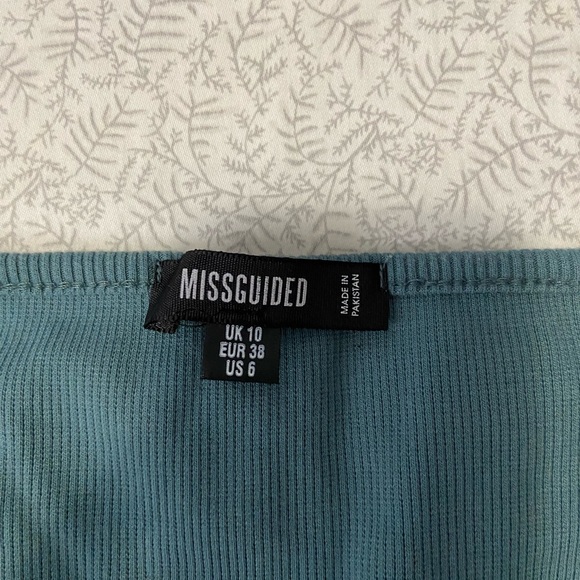 MISSGUIDED
MADE IN
PAKISTAN
UK 10
EUR 38
US 6